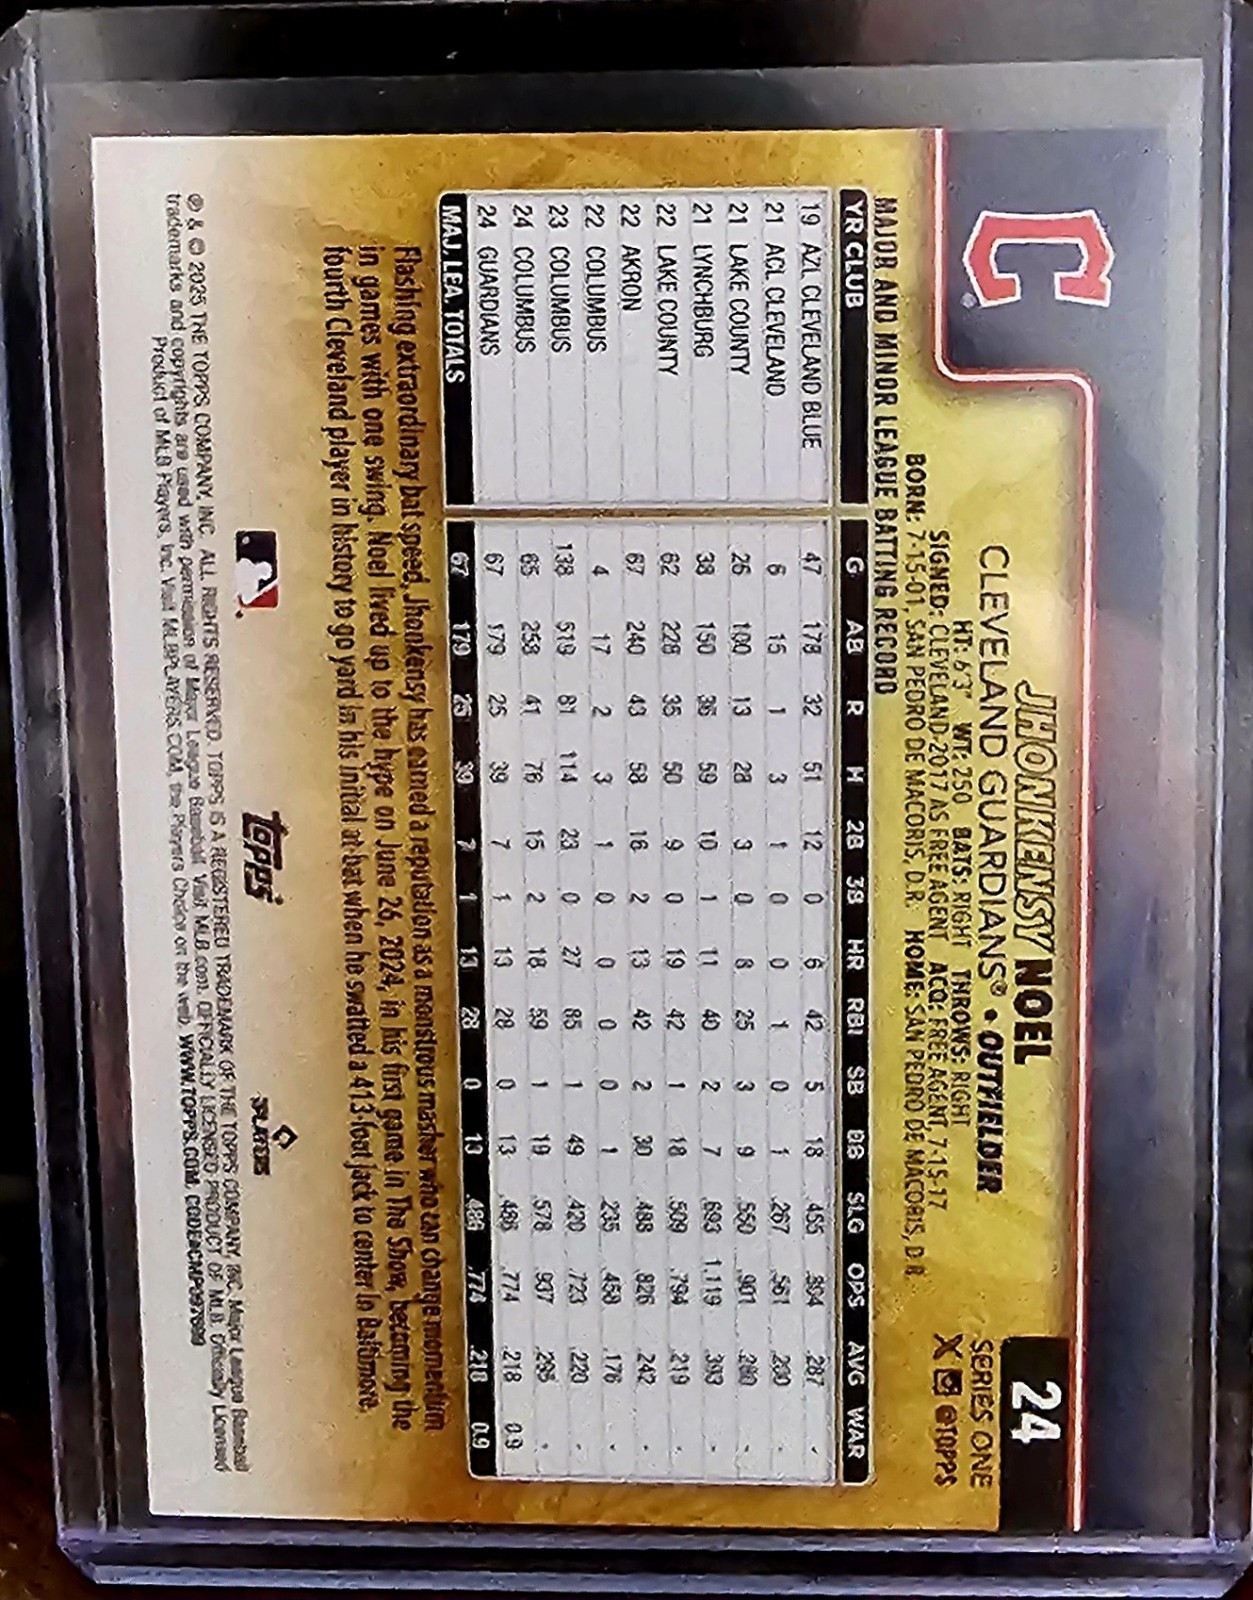 C
24
JHONKENSY NOEL
SERIES ONE
CLEVELAND GUARDIANS® • OUTFIELDER
X @TOPPS
HT: 6'3" WT: 250 BATS: RIGHT THROWS: RIGHT
SIGNED: CLEVELAND-2017 AS FREE AGENT ACQ: FREE AGENT, 7-15-17
BORN: 7-15-01, SAN PEDRO DE MACORIS, D.R. HOME: SAN PEDRO DE MACORIS, D.R.
MAJOR AND MINOR LEAGUE BATTING RECORD
YR CLUB G AB R H 2B 3B HR RBI SB BB SLG OPS AVG WAR
19 AZL CLEVELAND BLUE 47 178 32 51 12 0 6 42 5 18 .455 .804 .287 -
21 ACL CLEVELAND 6 15 1 3 1 0 0 1 0 1 .267 .561 .200 -
21 LAKE COUNTY 26 100 13 28 3 0 8 25 3 9 .550 .901 .280 -
21 LYNCHBURG 38 150 36 59 10 1 11 40 2 7 .693 1.119 .393 -
22 LAKE COUNTY 62 228 35 50 9 0 19 42 1 18 .509 .794 .219 -
22 AKRON 67 240 43 58 16 2 13 42 2 30 .488 .826 .242 -
22 COLUMBUS 4 17 2 3 1 0 0 0 0 1 .235 .458 .176 -
23 COLUMBUS 138 519 81 114 23 0 27 85 1 49 .420 .723 .220 -
24 COLUMBUS 65 258 41 76 15 2 18 59 1 19 .578 .937 .295 -
24 GUARDIANS 67 179 25 39 7 1 13 28 0 13 .486 .774 .218 0.9
MAJ. LEA. TOTALS 67 179 25 39 7 1 13 28 0 13 .486 .774 .218 0.9
Flashing extraordinary bat speed, Jhonkensy has earned a reputation as a monstrous masher who can change momentum
in games with one swing. Noel lived up to the hype on June 26, 2024, in his first game in The Show, becoming the
fourth Cleveland player in history to go yard in his initial at-bat when he swatted a 413-foot jack to center in Baltimore.
topps
PLAYERS
® & © 2025 THE TOPPS COMPANY, INC. ALL RIGHTS RESERVED. TOPPS IS A REGISTERED TRADEMARK OF THE TOPPS COMPANY, INC. Major League Baseball
trademarks and copyrights are used with permission of Major League Baseball. Visit MLB.com. OFFICIALLY LICENSED PRODUCT OF MLB. Officially Licensed
Product of MLB Players, Inc. Visit MLBPLAYERS.COM, the Players Choice on the web. WWW.TOPPS.COM. CODE#CMP097699